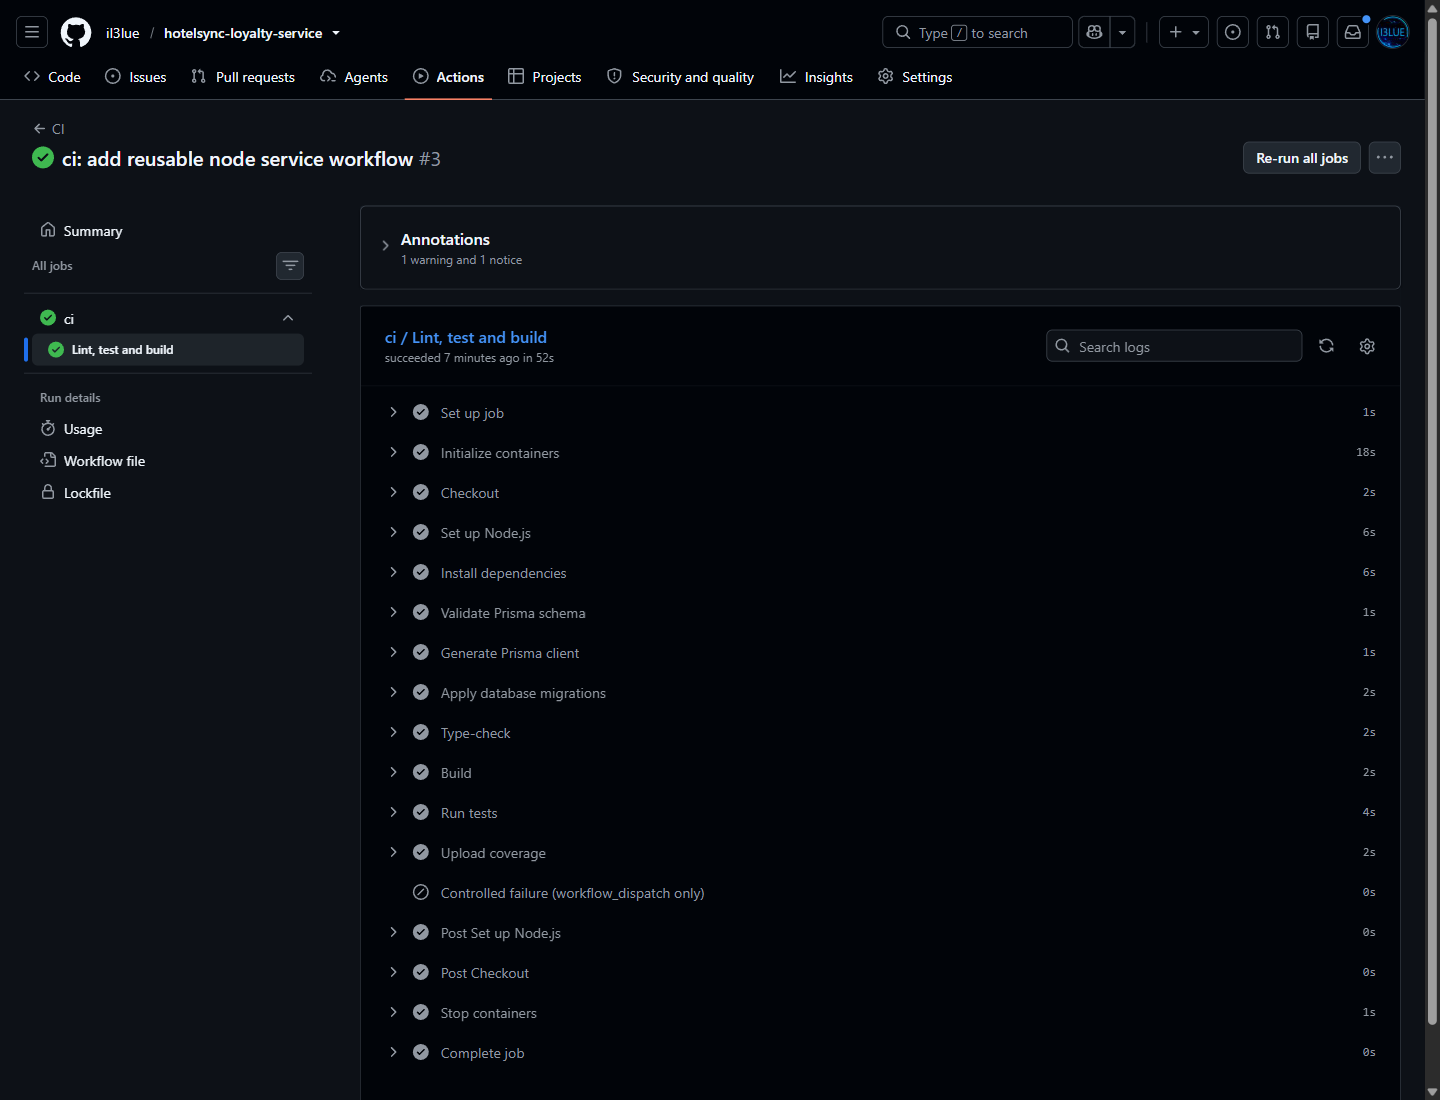 il3lue / hotelsync-loyalty-service
Type / to search
I3LUE
Code
Issues
Pull requests
Agents
Actions
Projects
Security and quality
Insights
Settings
CI
ci: add reusable node service workflow #3
Re-run all jobs
Summary
All jobs
ci
Lint, test and build
Run details
Usage
Workflow file
Lockfile
Annotations
1 warning and 1 notice
ci / Lint, test and build
succeeded 7 minutes ago in 52s
Search logs
Set up job 1s
Initialize containers 18s
Checkout 2s
Set up Node.js 6s
Install dependencies 6s
Validate Prisma schema 1s
Generate Prisma client 1s
Apply database migrations 2s
Type-check 2s
Build 2s
Run tests 4s
Upload coverage 2s
Controlled failure (workflow_dispatch only) 0s
Post Set up Node.js 0s
Post Checkout 0s
Stop containers 1s
Complete job 0s